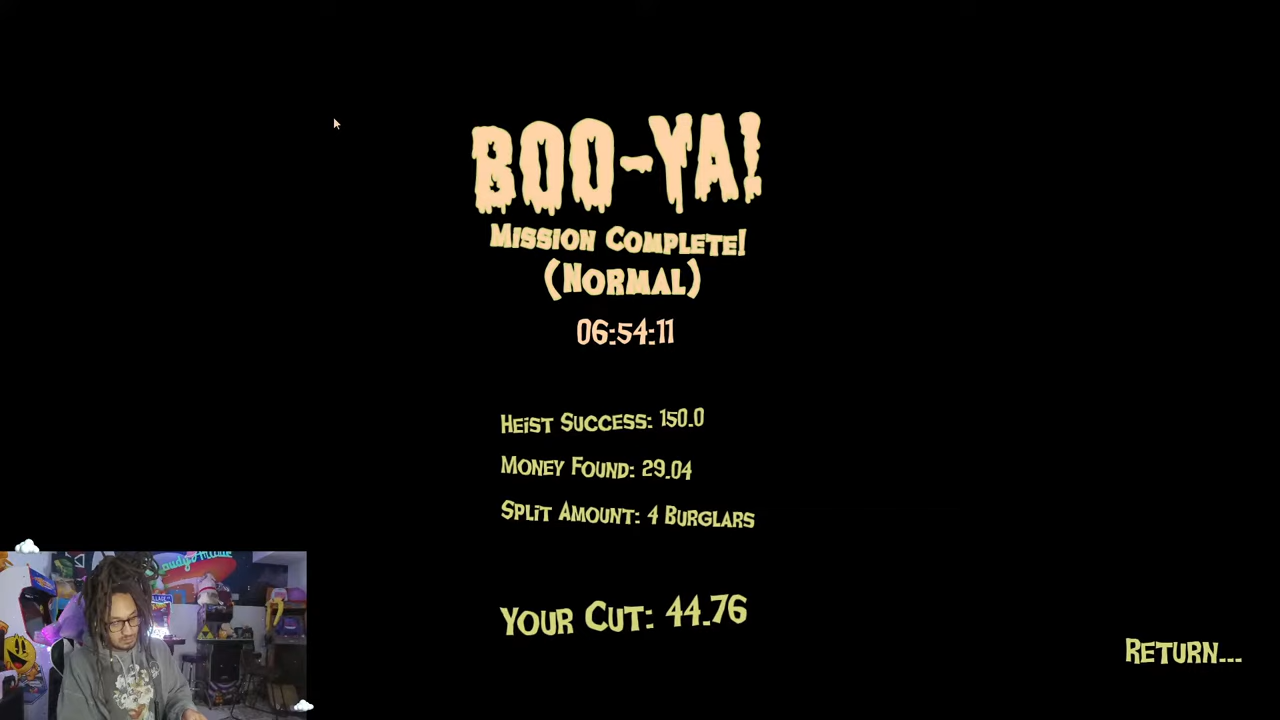 BOO-YA!
MISSION COMPLETE!
(NORMAL)
06:54:11
HEIST SUCCESS: 150.0
MONEY FOUND: 29.04
SPLIT AMOUNT: 4 BURGLARS
YOUR CUT: 44.76
RETURN...